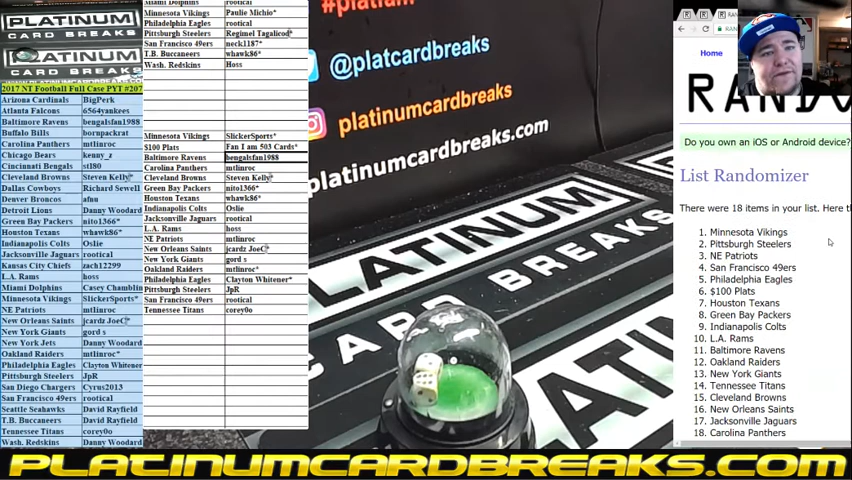 PLATINUM
CARD BREAKS
PLATINUM
CARD BREAKS
2017 NT Football Full Case PYT #207
Arizona Cardinals BigPerk
Atlanta Falcons 6564yankees
Baltimore Ravens bengalsfan1988
Buffalo Bills bornpackrat
Carolina Panthers mtlinroc
Chicago Bears kenny_z
Cincinnati Bengals stl80
Cleveland Browns Steven Kelly*
Dallas Cowboys Richard Sewell
Denver Broncos afnu
Detroit Lions Danny Woodard
Green Bay Packers nito1366*
Houston Texans whawk86*
Indianapolis Colts Oslie
Jacksonville Jaguars rootical
Kansas City Chiefs zach12299
L.A. Rams hoss
Miami Dolphins Casey Chamblin
Minnesota Vikings SlickerSports*
NE Patriots mtlinroc
New Orleans Saints jcardz JoeC*
New York Giants gord s
New York Jets Danny Woodard
Oakland Raiders mtlinroc*
Philadelphia Eagles Clayton Whitener
Pittsburgh Steelers JpR
San Diego Chargers Cyrus2013
San Francisco 49ers rootical
Seattle Seahawks David Rayfield
T.B. Buccaneers David Rayfield
Tennessee Titans corey0o
Wash. Redskins Danny Woodard
Miami Dolphins rootical
Minnesota Vikings Paulie Michio*
Philadelphia Eagles rootical
Pittsburgh Steelers Regimel Tagalicod*
San Francisco 49ers neck1187*
T.B. Buccaneers whawk86*
Wash. Redskins Hoss
Minnesota Vikings SlickerSports*
$100 Plats Fan I am 503 Cards*
Baltimore Ravens bengalsfan1988
Carolina Panthers mtlinroc
Cleveland Browns Steven Kelly*
Green Bay Packers nito1366*
Houston Texans whawk86*
Indianapolis Colts Oslie
Jacksonville Jaguars rootical
L.A. Rams hoss
NE Patriots mtlinroc
New Orleans Saints jcardz JoeC*
New York Giants gord s
Oakland Raiders mtlinroc*
Philadelphia Eagles Clayton Whitener*
Pittsburgh Steelers JpR
San Francisco 49ers rootical
Tennessee Titans corey0o
@platcardbreaks
platinumcardbreaks
platinumcardbreaks.com
PLATINUM
CARD BREAKS
Home
Do you own an iOS or Android device?
List Randomizer
There were 18 items in your list. Here
1. Minnesota Vikings
2. Pittsburgh Steelers
3. NE Patriots
4. San Francisco 49ers
5. Philadelphia Eagles
6. $100 Plats
7. Houston Texans
8. Green Bay Packers
9. Indianapolis Colts
10. L.A. Rams
11. Baltimore Ravens
12. Oakland Raiders
13. New York Giants
14. Tennessee Titans
15. Cleveland Browns
16. New Orleans Saints
17. Jacksonville Jaguars
18. Carolina Panthers
PLATINUMCARDBREAKS.COM